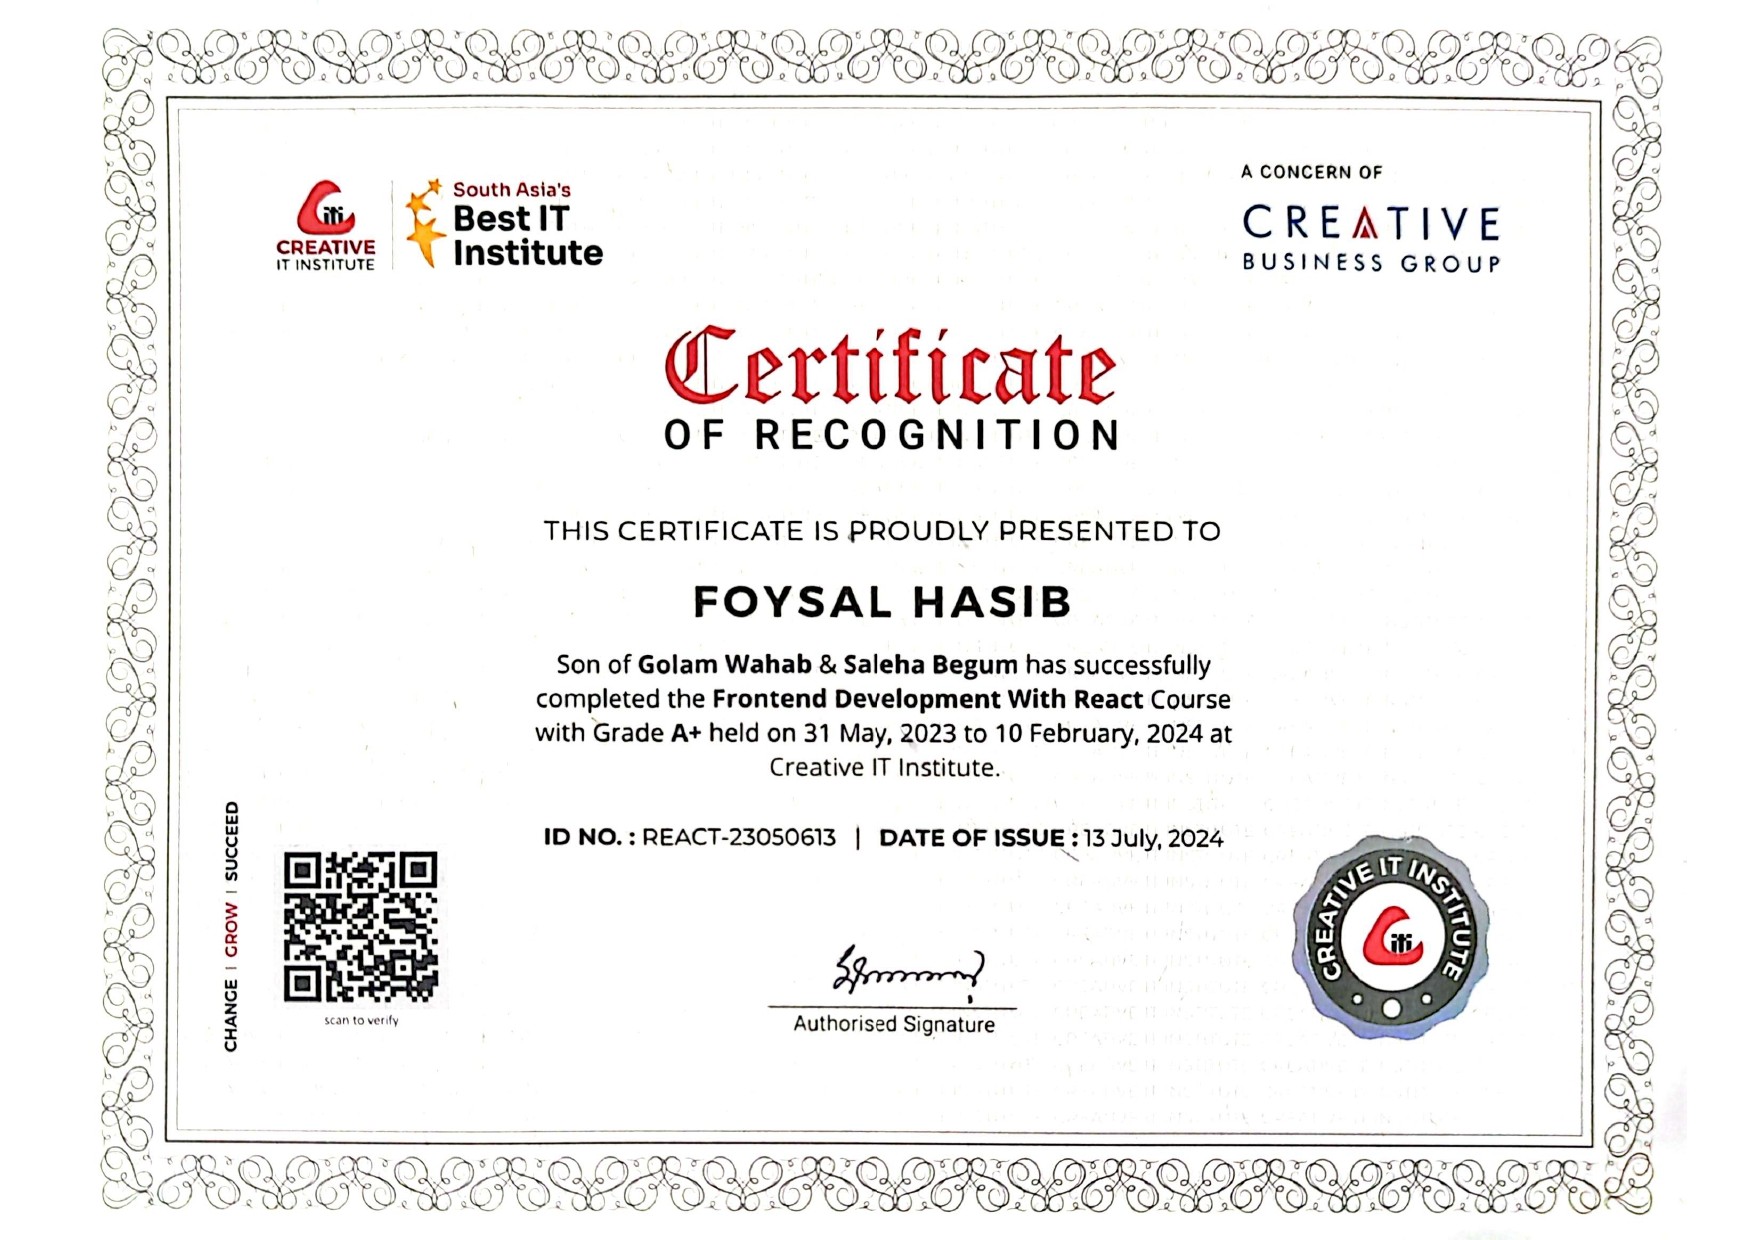 CREATIVE
IT INSTITUTE
South Asia's
Best IT
Institute
A CONCERN OF
CREATIVE
BUSINESS GROUP
Certificate
OF RECOGNITION
THIS CERTIFICATE IS PROUDLY PRESENTED TO
FOYSAL HASIB
Son of Golam Wahab & Saleha Begum has successfully
completed the Frontend Development With React Course
with Grade A+ held on 31 May, 2023 to 10 February, 2024 at
Creative IT Institute.
ID NO. : REACT-23050613 | DATE OF ISSUE : 13 July, 2024
CHANGE | GROW | SUCCEED
scan to verify
Authorised Signature
CREATIVE IT INSTITUTE